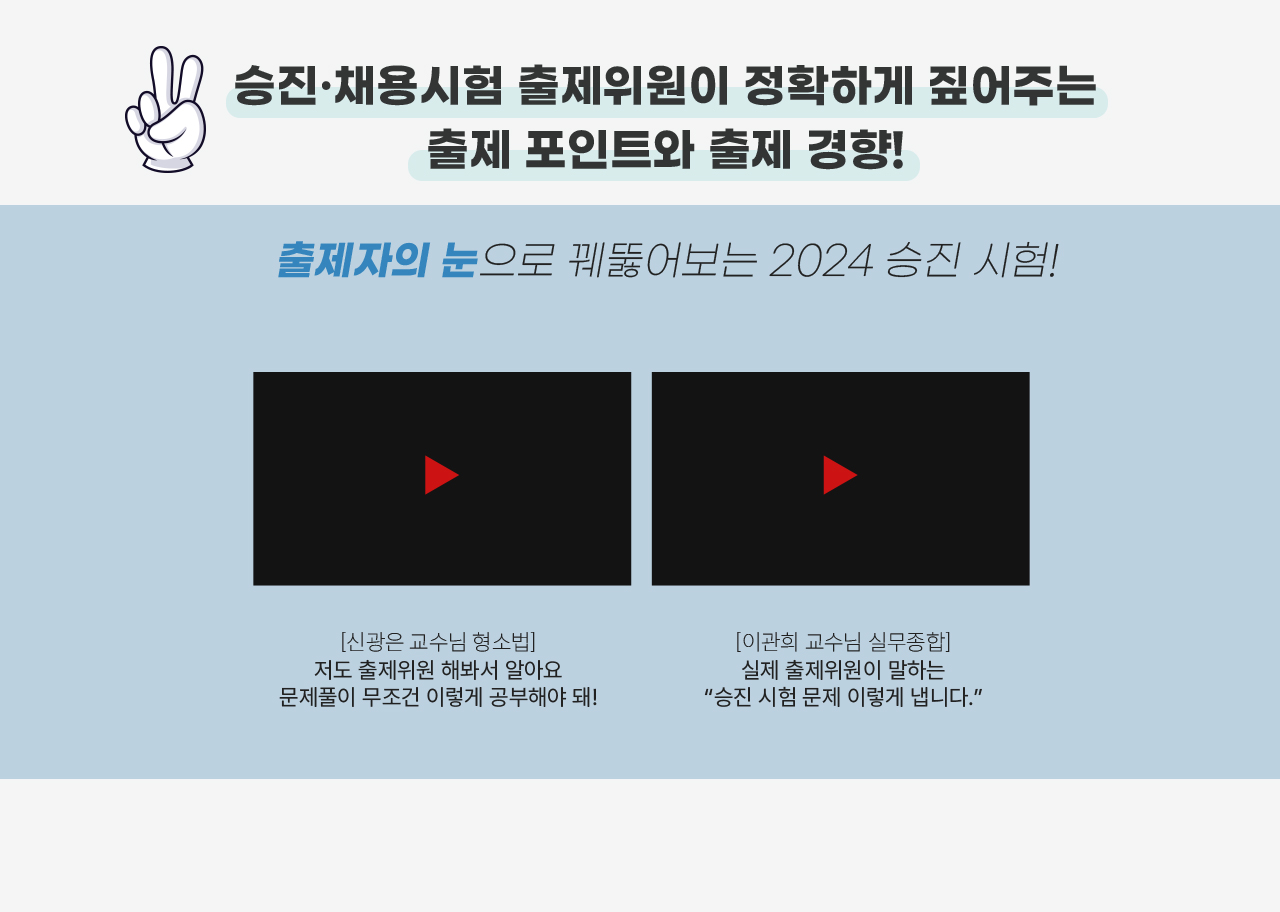 승진·채용시험 출제위원이 정확하게 짚어주는
출제 포인트와 출제 경향!
출제자의 눈으로 꿰뚫어보는 2024 승진 시험!
[신광은 교수님 형소법]
저도 출제위원 해봐서 알아요
문제풀이 무조건 이렇게 공부해야 돼!
[이관희 교수님 실무종합]
실제 출제위원이 말하는
“승진 시험 문제 이렇게 냅니다.”